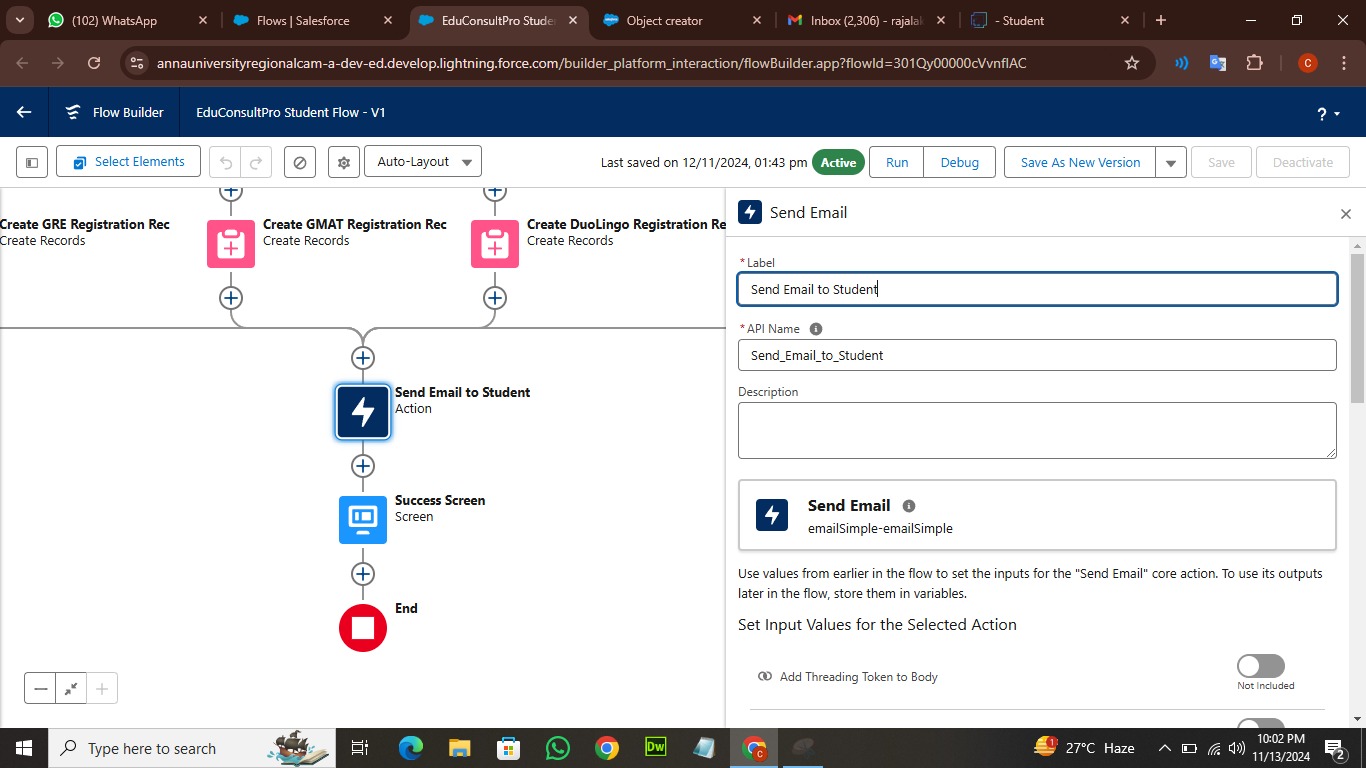 (102) WhatsApp
Flows | Salesforce
EduConsultPro Stude
Object creator
Inbox (2,306) - rajala
- Student
annauniversityregionalcam-a-dev-ed.develop.lightning.force.com/builder_platform_interaction/flowBuilder.app?flowId=301Qy00000cVvnfIAC
C
Flow Builder
EduConsultPro Student Flow - V1
?
Select Elements
Auto-Layout
Last saved on 12/11/2024, 01:43 pm
Active
Run
Debug
Save As New Version
Save
Deactivate
Create GRE Registration Rec
Create Records
Create GMAT Registration Rec
Create Records
Create DuoLingo Registration Re
Create Records
Send Email to Student
Action
Success Screen
Screen
End
Send Email
*Label
Send Email to Student
*API Name
Send_Email_to_Student
Description
Send Email
emailSimple-emailSimple
Use values from earlier in the flow to set the inputs for the "Send Email" core action. To use its outputs
later in the flow, store them in variables.
Set Input Values for the Selected Action
Add Threading Token to Body
Not Included
Type here to search
Dw
C
1
27°C Haze
10:02 PM
11/13/2024
2